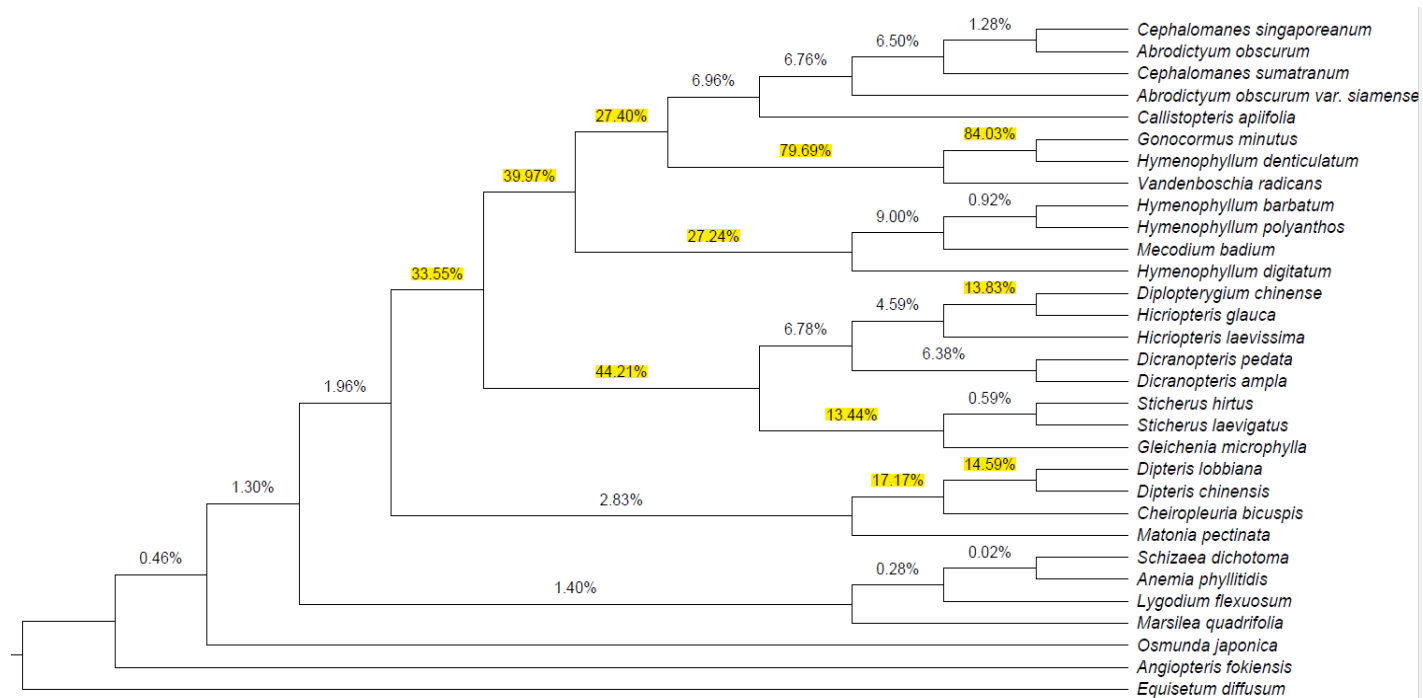 1.28%
Cephalomanes singaporeanum
6.50%
Abrodictyum obscurum
6.76%
Cephalomanes sumatranum
6.96%
Abrodictyum obscurum var. siamense
27.40%
Callistopteris apiifolia
84.03%
Gonocormus minutus
79.69%
Hymenophyllum denticulatum
39.97%
Vandenboschia radicans
0.92%
Hymenophyllum barbatum
9.00%
Hymenophyllum polyanthos
27.24%
Mecodium badium
Hymenophyllum digitatum
33.55%
13.83%
Diplopterygium chinense
4.59%
Hicriopteris glauca
6.78%
Hicriopteris laevissima
6.38%
Dicranopteris pedata
44.21%
Dicranopteris ampla
1.96%
0.59%
Sticherus hirtus
13.44%
Sticherus laevigatus
Gleichenia microphylla
14.59%
Dipteris lobbiana
17.17%
1.30%
Dipteris chinensis
2.83%
Cheiropleuria bicuspis
Matonia pectinata
0.46%
0.02%
Schizaea dichotoma
0.28%
Anemia phyllitidis
1.40%
Lygodium flexuosum
Marsilea quadrifolia
Osmunda japonica
Angiopteris fokiensis
Equisetum diffusum